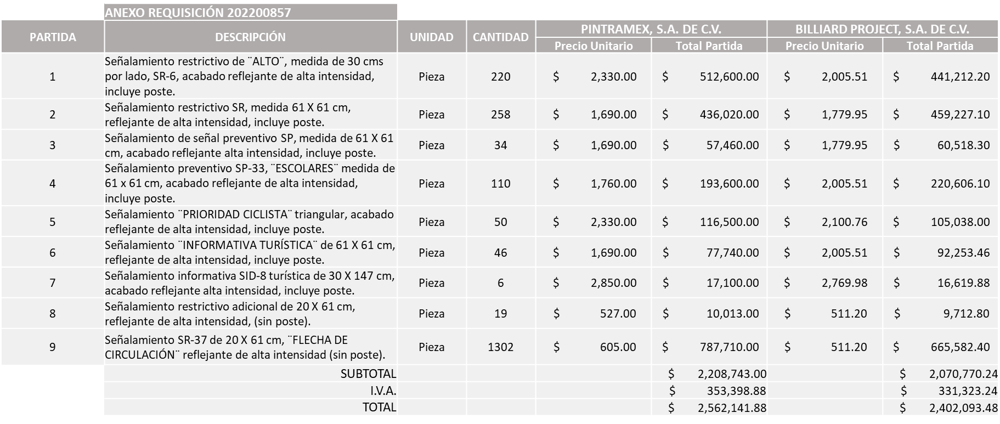 ANEXO REQUISICIÓN 202200857
PARTIDA DESCRIPCIÓN UNIDAD CANTIDAD PINTRAMEX, S.A. DE C.V. BILLIARD PROJECT, S.A. DE C.V.
Precio Unitario Total Partida Precio Unitario Total Partida
Señalamiento restrictivo de ¨ALTO¨, medida de 30 cms
1 por lado, SR-6, acabado reflejante de alta intensidad, Pieza 220 $ 2,330.00 $ 512,600.00 $ 2,005.51 $ 441,212.20
incluye poste.
2 Señalamiento restrictivo SR, medida 61 X 61 cm, Pieza 258 $ 1,690.00 $ 436,020.00 $ 1,779.95 $ 459,227.10
reflejante de alta intensidad, incluye poste.
3 Señalamiento de señal preventivo SP, medida de 61 X 61 Pieza 34 $ 1,690.00 $ 57,460.00 $ 1,779.95 $ 60,518.30
cm, acabado reflejante alta intensidad, incluye poste.
Señalamiento preventivo SP-33, ¨ESCOLARES¨ medida de
4 61 x 61 cm, acabado reflejante de alta intensidad, Pieza 110 $ 1,760.00 $ 193,600.00 $ 2,005.51 $ 220,606.10
incluye poste.
5 Señalamiento ¨PRIORIDAD CICLISTA¨ triangular, acabado Pieza 50 $ 2,330.00 $ 116,500.00 $ 2,100.76 $ 105,038.00
reflejante de alta intensidad, incluye poste.
6 Señalamiento ¨INFORMATIVA TURÍSTICA¨ de 61 X 61 cm, Pieza 46 $ 1,690.00 $ 77,740.00 $ 2,005.51 $ 92,253.46
reflejante de alta intensidad, incluye poste.
7 Señalamiento informativa SID-8 turística de 30 X 147 cm, Pieza 6 $ 2,850.00 $ 17,100.00 $ 2,769.98 $ 16,619.88
acabado reflejante alta intensidad, incluye poste.
8 Señalamiento restrictivo adicional de 20 X 61 cm, Pieza 19 $ 527.00 $ 10,013.00 $ 511.20 $ 9,712.80
reflejante de alta intensidad, (sin poste).
9 Señalamiento SR-37 de 20 X 61 cm, ¨FLECHA DE Pieza 1302 $ 605.00 $ 787,710.00 $ 511.20 $ 665,582.40
CIRCULACIÓN¨ reflejante de alta intensidad (sin poste).
SUBTOTAL $ 2,208,743.00 $ 2,070,770.24
I.V.A. $ 353,398.88 $ 331,323.24
TOTAL $ 2,562,141.88 $ 2,402,093.48